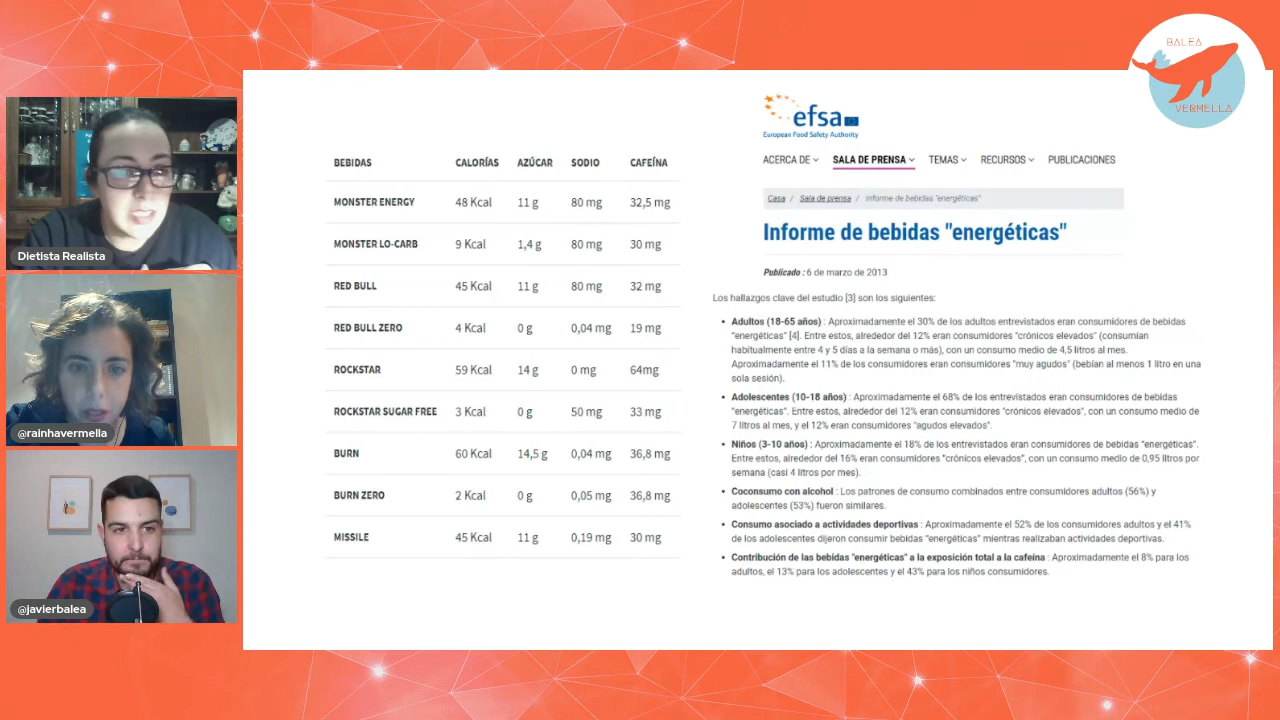 BALEA
VERMELLA
Dietista Realista
@rainhavermella
@javierbalea
BEBIDAS CALORÍAS AZÚCAR SODIO CAFEÍNA
MONSTER ENERGY 48 Kcal 11 g 80 mg 32,5 mg
MONSTER LO-CARB 9 Kcal 1,4 g 80 mg 30 mg
RED BULL 45 Kcal 11 g 80 mg 32 mg
RED BULL ZERO 4 Kcal 0 g 0,04 mg 19 mg
ROCKSTAR 59 Kcal 14 g 0 mg 64mg
ROCKSTAR SUGAR FREE 3 Kcal 0 g 50 mg 33 mg
BURN 60 Kcal 14,5 g 0,04 mg 36,8 mg
BURN ZERO 2 Kcal 0 g 0,05 mg 36,8 mg
MISSILE 45 Kcal 11 g 0,19 mg 30 mg
efsa
European Food Safety Authority
ACERCA DE SALA DE PRENSA TEMAS RECURSOS PUBLICACIONES
Casa / Sala de prensa / Informe de bebidas "energéticas"
Informe de bebidas "energéticas"
Publicado : 6 de marzo de 2013
Los hallazgos clave del estudio [3] son los siguientes:
• Adultos (18-65 años) : Aproximadamente el 30% de los adultos entrevistados eran consumidores de bebidas
"energéticas" [4]. Entre estos, alrededor del 12% eran consumidores "crónicos elevados" (consumían
habitualmente entre 4 y 5 días a la semana o más), con un consumo medio de 4,5 litros al mes.
Aproximadamente el 11% de los consumidores eran consumidores "muy agudos" (bebían al menos 1 litro en una
sola sesión).
• Adolescentes (10-18 años) : Aproximadamente el 68% de los entrevistados eran consumidores de bebidas
"energéticas". Entre estos, alrededor del 12% eran consumidores "crónicos elevados", con un consumo medio de
7 litros al mes, y el 12% eran consumidores "agudos elevados".
• Niños (3-10 años) : Aproximadamente el 18% de los entrevistados eran consumidores de bebidas "energéticas".
Entre estos, alrededor del 16% eran consumidores "crónicos elevados", con un consumo medio de 0,95 litros por
semana (casi 4 litros por mes).
• Coconsumo con alcohol : Los patrones de consumo combinados entre consumidores adultos (56%) y
adolescentes (53%) fueron similares.
• Consumo asociado a actividades deportivas : Aproximadamente el 52% de los consumidores adultos y el 41%
de los adolescentes dijeron consumir bebidas "energéticas" mientras realizaban actividades deportivas.
• Contribución de las bebidas "energéticas" a la exposición total a la cafeína : Aproximadamente el 8% para los
adultos, el 13% para los adolescentes y el 43% para los niños consumidores.